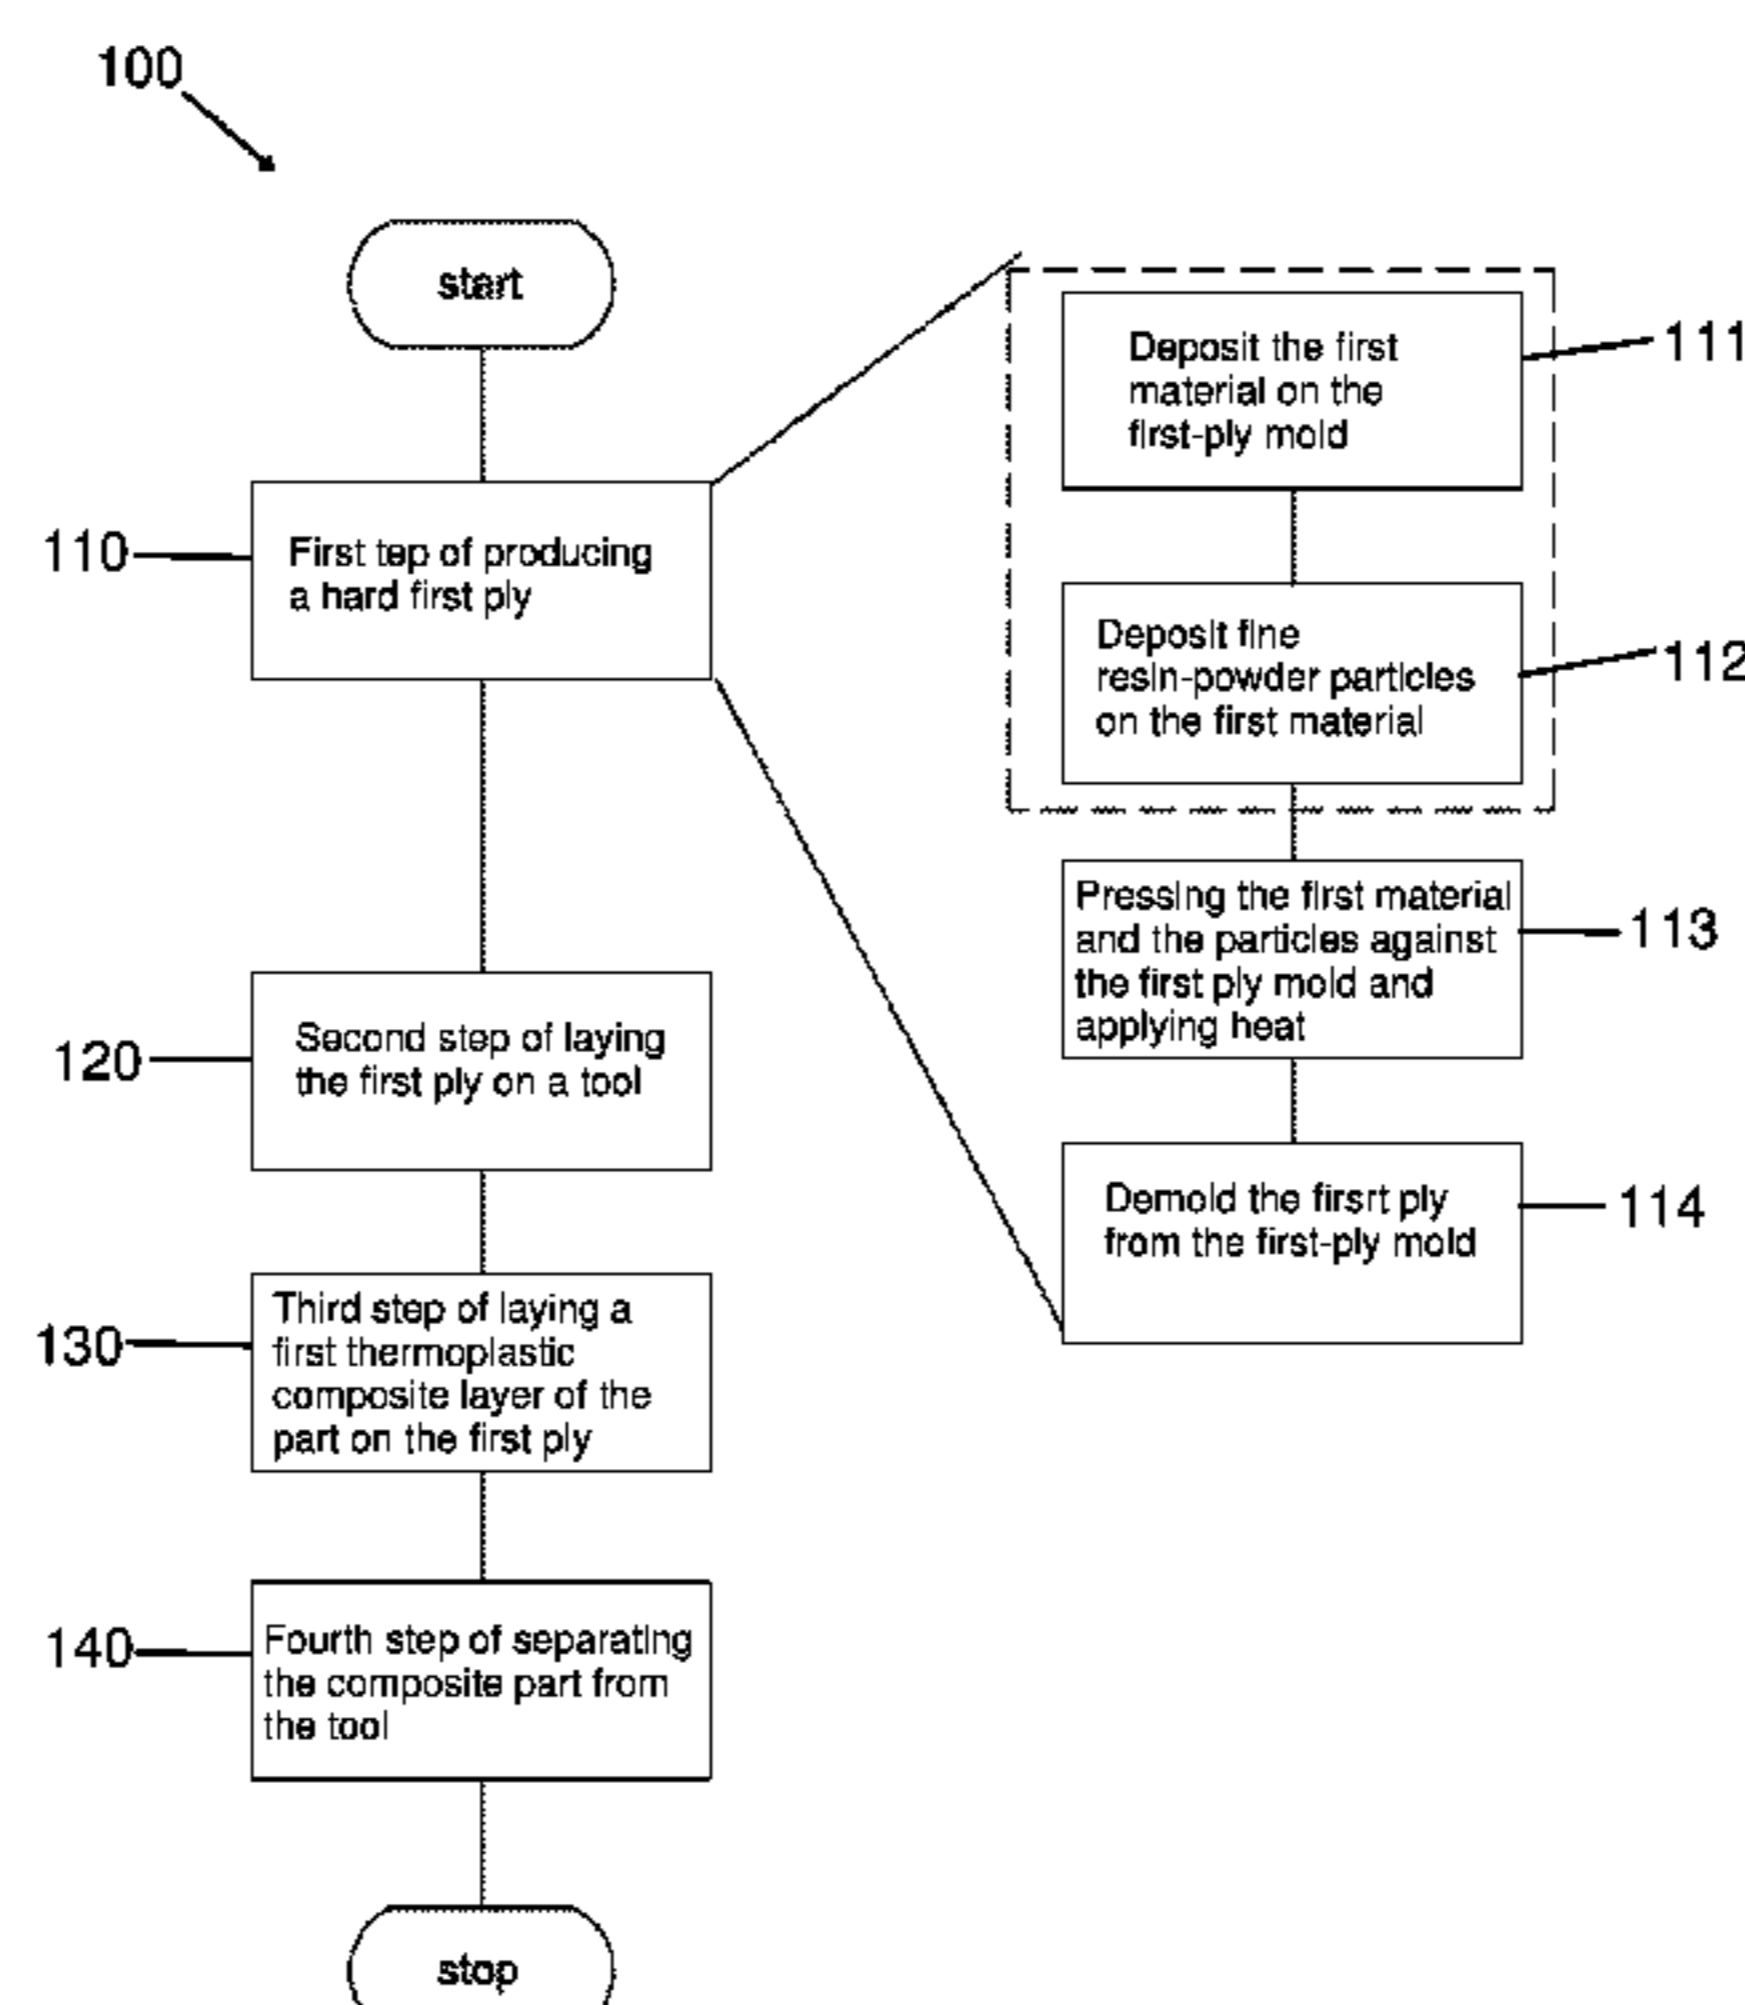 100
start
110
First tep of producing
a hard first ply
120
Second step of laying
the first ply on a tool
130
Third step of laying a
first thermoplastic
composite layer of the
part on the first ply
140
Fourth step of separating
the composite part from
the tool
stop
Deposit the first
material on the
first-ply mold
111
Deposit fine
resin-powder particles
on the first material
112
Pressing the first material
and the particles against
the first ply mold and
applying heat
113
Demold the firsrt ply
from the first-ply mold
114